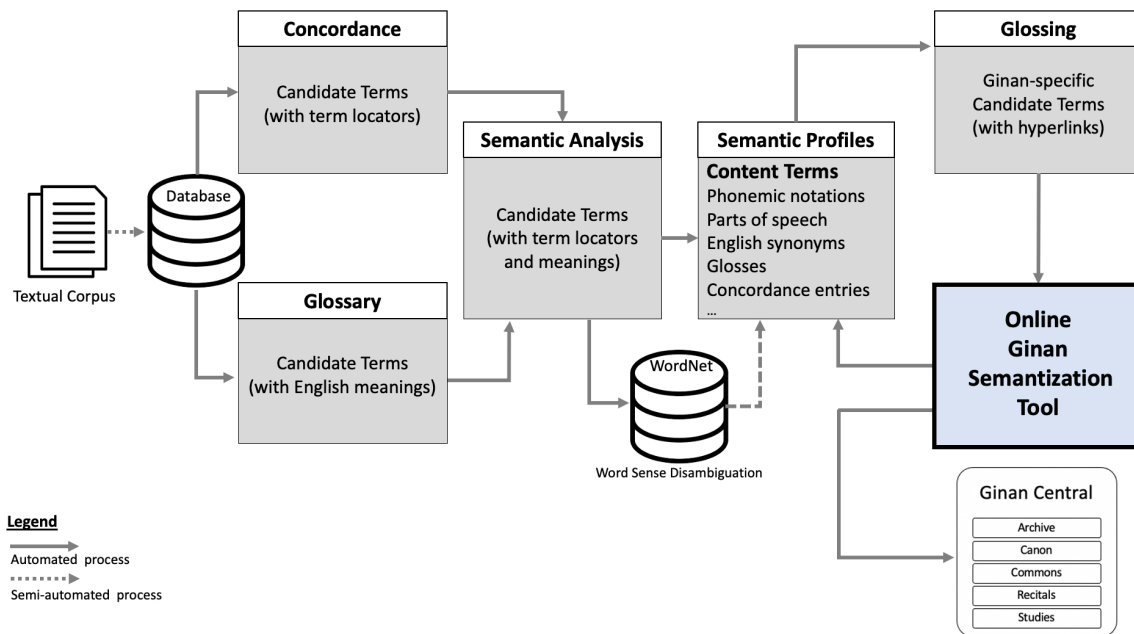 Concordance
Candidate Terms
(with term locators)
Database
Textual Corpus
Glossary
Candidate Terms
(with English meanings)
Semantic Analysis
Candidate Terms
(with term locators
and meanings)
WordNet
Word Sense Disambiguation
Semantic Profiles
Content Terms
Phonemic notations
Parts of speech
English synonyms
Glosses
Concordance entries
...
Glossing
Ginan-specific
Candidate Terms
(with hyperlinks)
Online
Ginan
Semantization
Tool
Ginan Central
Archive
Canon
Commons
Recitals
Studies
Legend
Automated process
Semi-automated process